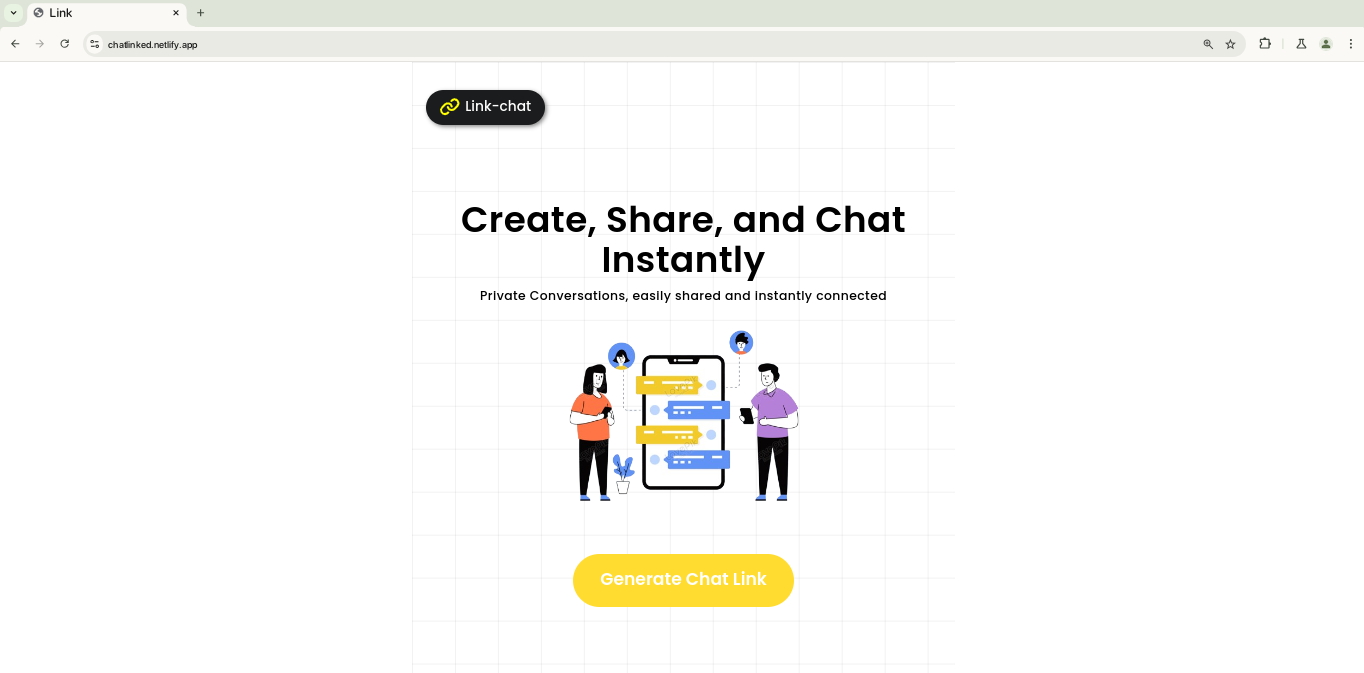 Link
chatlinked.netlify.app
Link-chat
Create, Share, and Chat
Instantly
Private Conversations, easily shared and instantly connected
Generate Chat Link